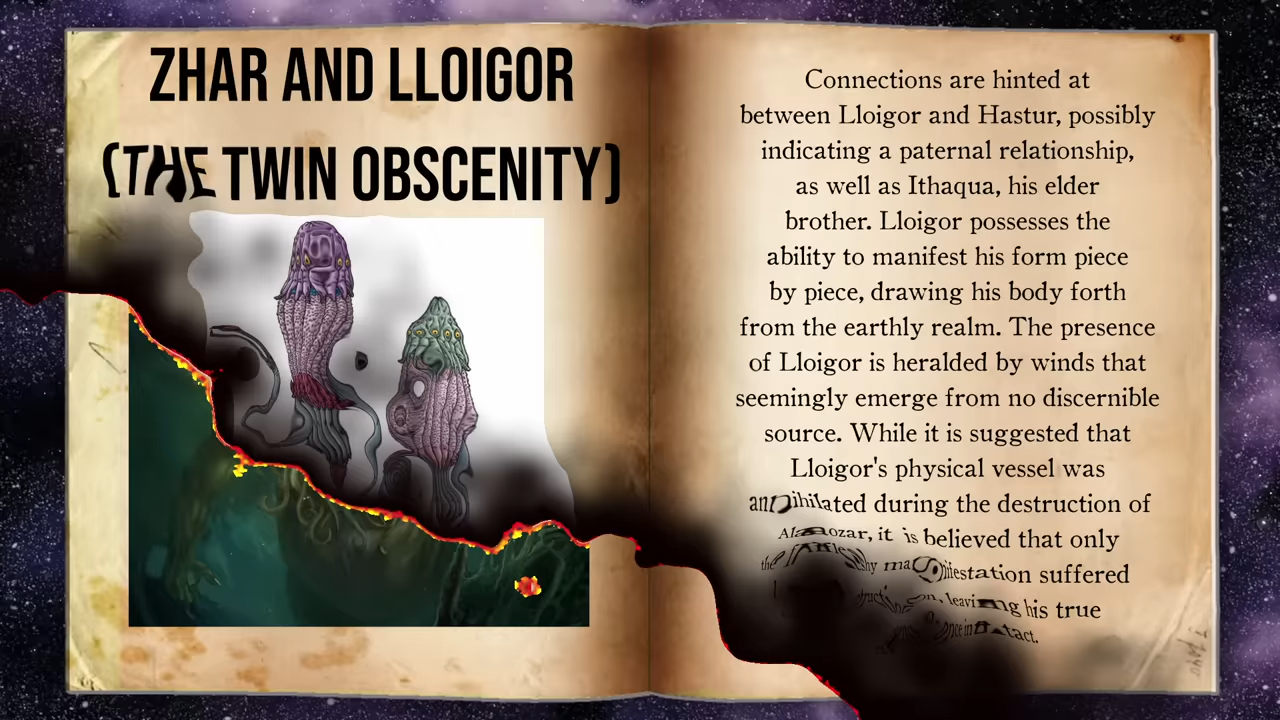 ZHAR AND LLOIGOR
(THE TWIN OBSCENITY)
Connections are hinted at
between Lloigor and Hastur, possibly
indicating a paternal relationship,
as well as Ithaqua, his elder
brother. Lloigor possesses the
ability to manifest his form piece
by piece, drawing his body forth
from the earthly realm. The presence
of Lloigor is heralded by winds that
seemingly emerge from no discernible
source. While it is suggested that
Lloigor's physical vessel was
annihilated during the destruction of
Alaozar, it is believed that only
the manifestation suffered
leaving his true
intact.